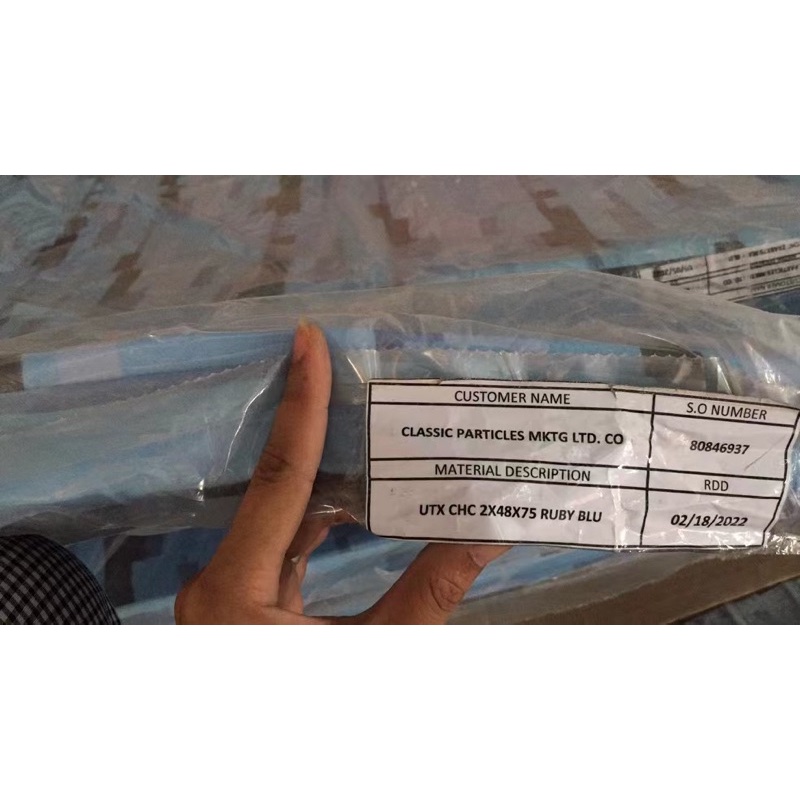 CUSTOMER NAME
S.O NUMBER
CLASSIC PARTICLES MKTG LTD. CO
80846937
MATERIAL DESCRIPTION
RDD
UTX CHC 2X48X75 RUBY BLU
02/18/2022